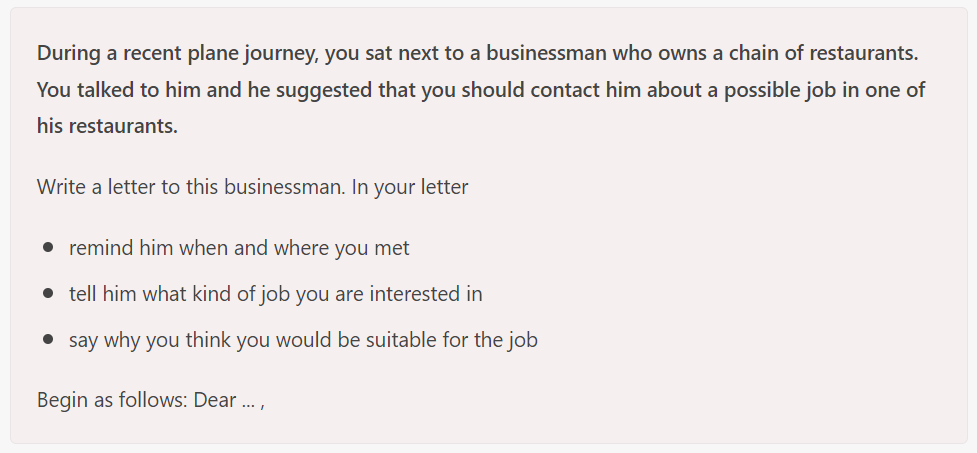 During a recent plane journey, you sat next to a businessman who owns a chain of restaurants.
You talked to him and he suggested that you should contact him about a possible job in one of
his restaurants.
Write a letter to this businessman. In your letter
● remind him when and where you met
● tell him what kind of job you are interested in
● say why you think you would be suitable for the job
Begin as follows: Dear ... ,